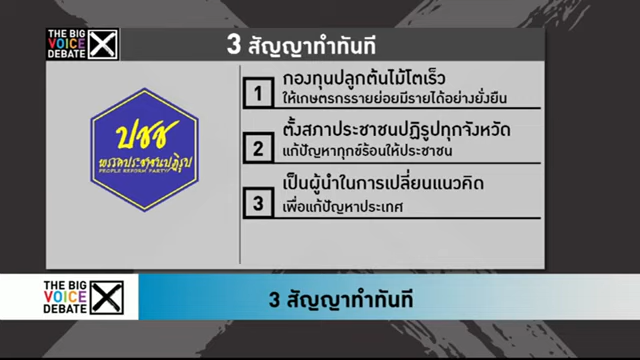 THE BIG
VOICE
DEBATE
3 สัญญาทำทันที
ปชช
พรรคประชาชนปฏิรูป
PEOPLE REFORM PARTY
1
กองทุนปลูกต้นไม้โตเร็ว
ให้เกษตรกรรายย่อยมีรายได้อย่างยั่งยืน
2
ตั้งสภาประชาชนปฏิรูปทุกจังหวัด
แก้ปัญหาทุกข์ร้อนให้ประชาชน
3
เป็นผู้นำในการเปลี่ยนแนวคิด
เพื่อแก้ปัญหาประเทศ
THE BIG
VOICE
DEBATE
3 สัญญาทำทันที